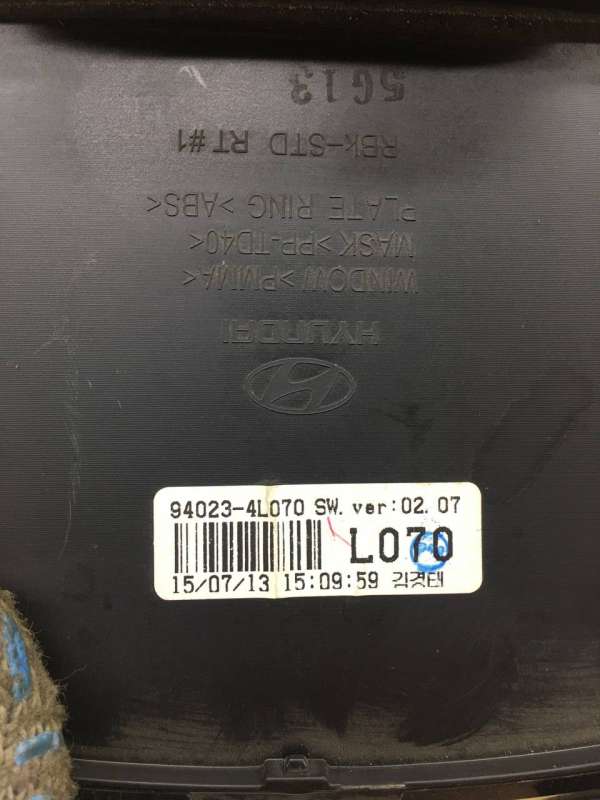 5G13
RBk-STD RT#1
PLATE RING >ABS<
MASK >PP-TD40<
WINDOW >PMMA<
HYUNDAI
94023-4L070 SW. ver:02.07
L070
15/07/13 15:09:59 김경태